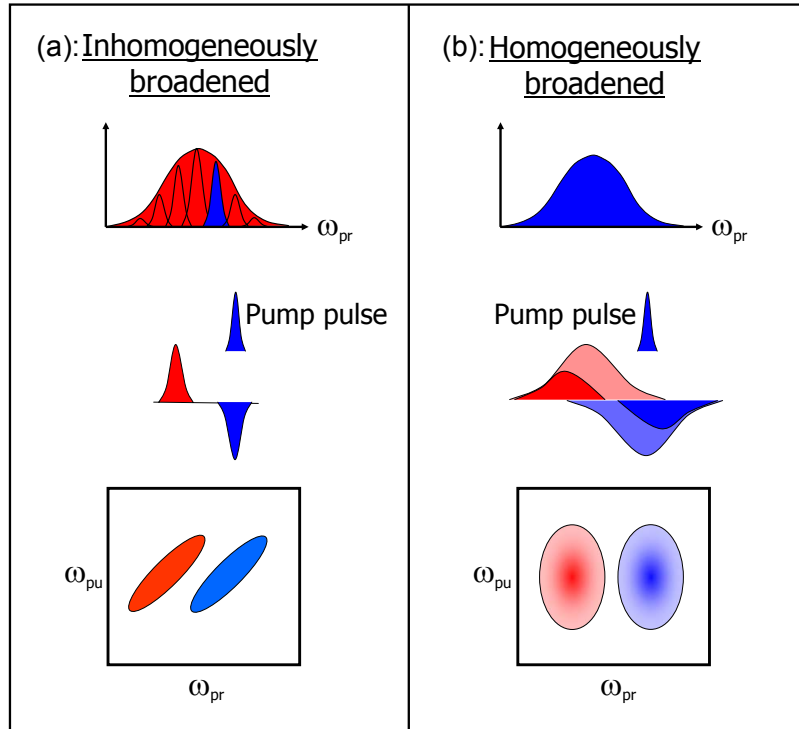 (a): Inhomogeneously
broadened
ωpr
Pump pulse
ωpu
ωpr
(b): Homogeneously
broadened
ωpr
Pump pulse
ωpu
ωpr